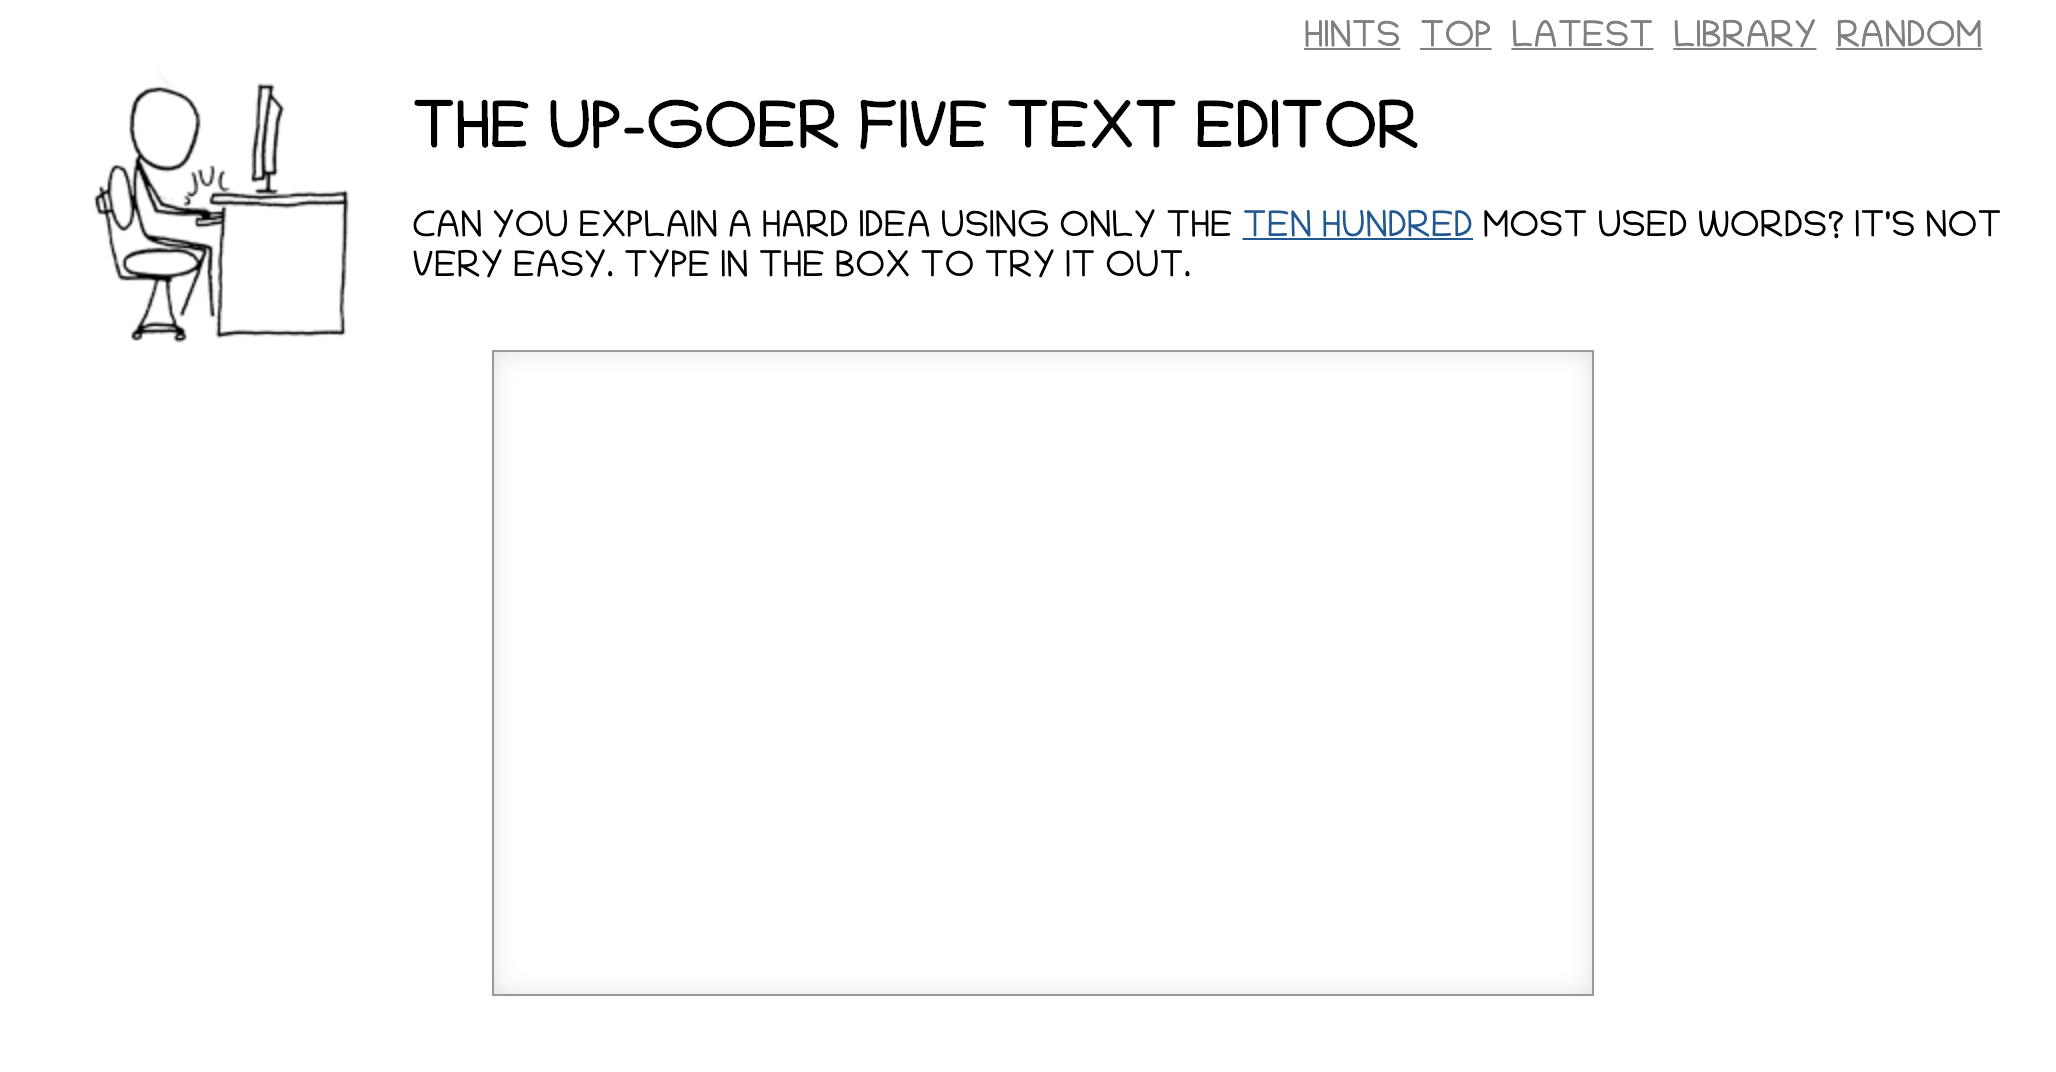 HINTS TOP LATEST LIBRARY RANDOM
THE UP-GOER FIVE TEXT EDITOR
CAN YOU EXPLAIN A HARD IDEA USING ONLY THE TEN HUNDRED MOST USED WORDS? IT'S NOT
VERY EASY. TYPE IN THE BOX TO TRY IT OUT.